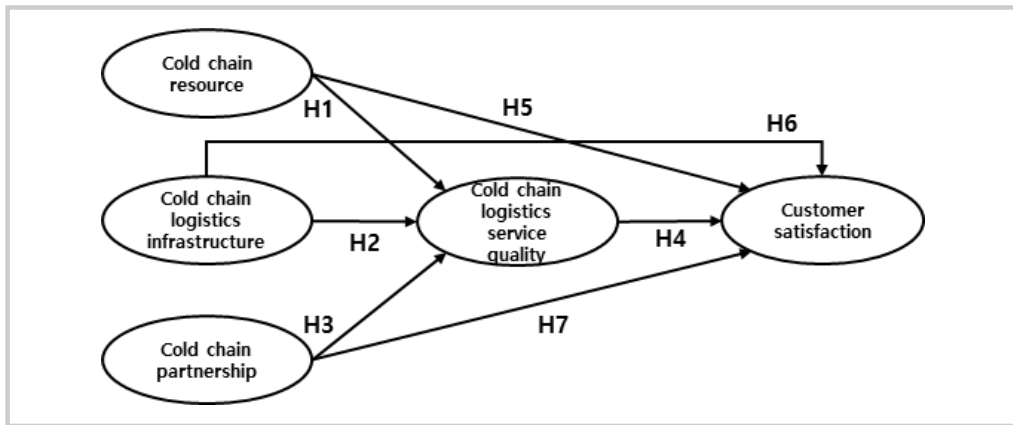 Cold chain
resource
H1
H5
H6
Cold chain
logistics
infrastructure
H2
Cold chain
logistics
service
quality
H4
Customer
satisfaction
H3
H7
Cold chain
partnership